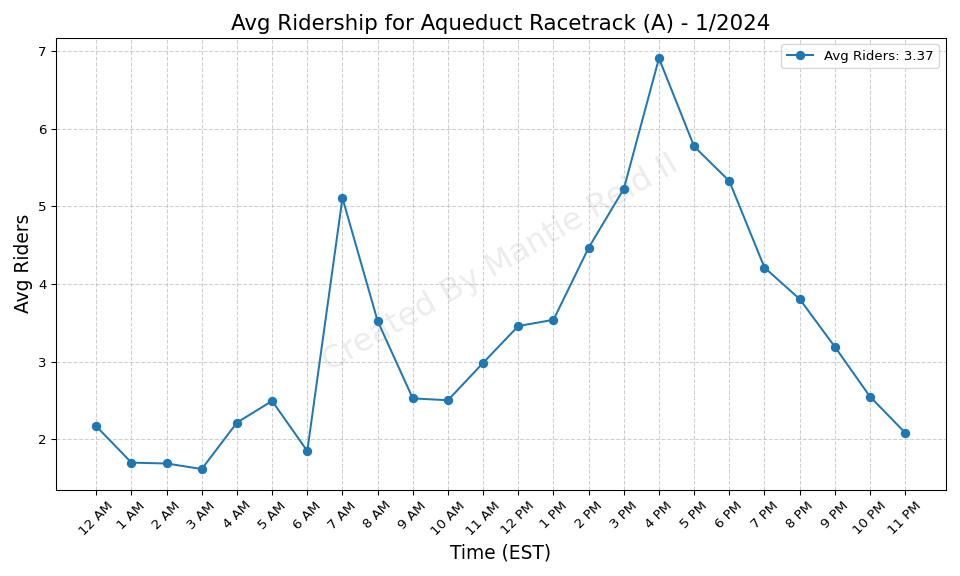 Avg Ridership for Aqueduct Racetrack (A) - 1/2024
Avg Riders: 3.37
Avg Riders
7
6
5
4
3
2
Created By Mantie Reid II
12 AM
1 AM
2 AM
3 AM
4 AM
5 AM
6 AM
7 AM
8 AM
9 AM
10 AM
11 AM
12 PM
1 PM
2 PM
3 PM
4 PM
5 PM
6 PM
7 PM
8 PM
9 PM
10 PM
11 PM
Time (EST)